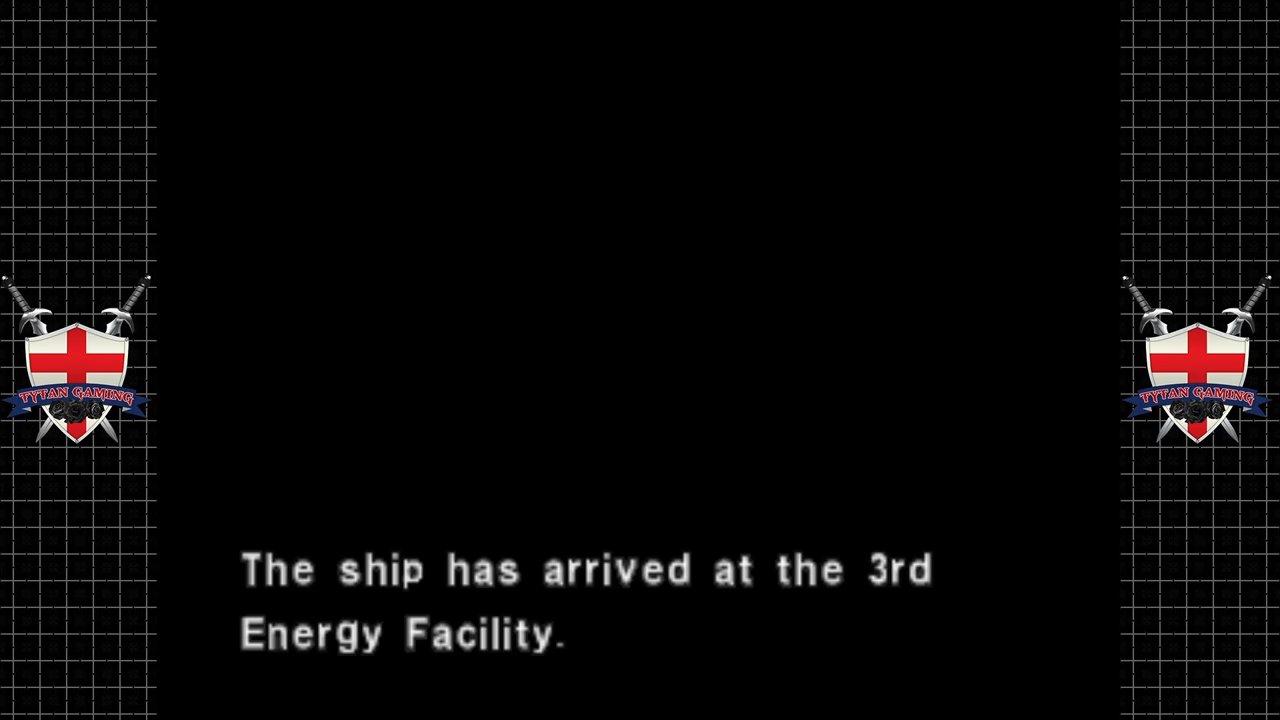 The ship has arrived at the 3rd
Energy Facility.
TYTAN GAMING
TYTAN GAMING